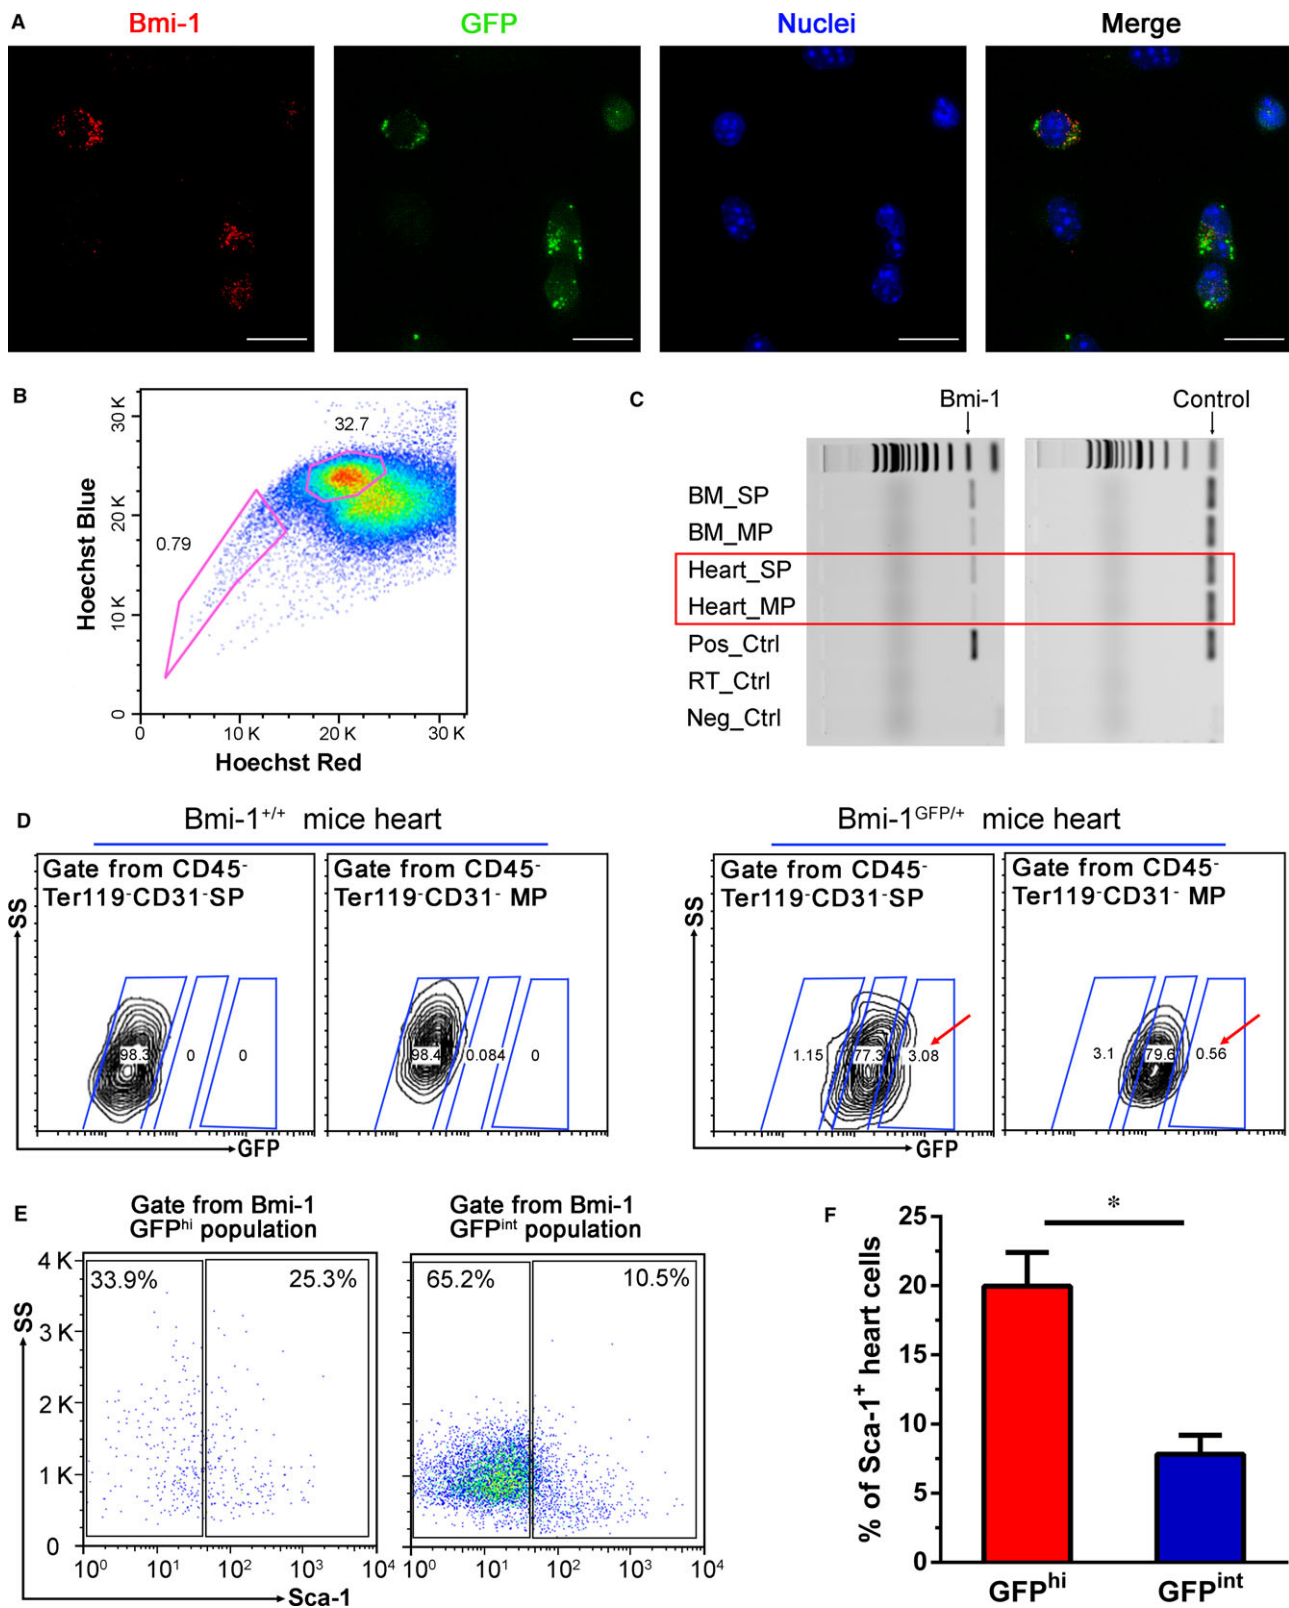 A
Bmi-1
GFP
Nuclei
Merge
B
32.7
0.79
Hoechst Blue
30 K
20 K
10 K
0
0
10 K
20 K
30 K
Hoechst Red
C
Bmi-1
Control
BM_SP
BM_MP
Heart_SP
Heart_MP
Pos_Ctrl
RT_Ctrl
Neg_Ctrl
D
Bmi-1+/+ mice heart
Gate from CD45-
Ter119-CD31-SP
98.3
0
0
Gate from CD45-
Ter119-CD31- MP
98.4
0.084
0
SS
GFP
Bmi-1GFP/+ mice heart
Gate from CD45-
Ter119-CD31-SP
1.15
77.3
3.08
Gate from CD45-
Ter119-CD31- MP
3.1
79.6
0.56
SS
GFP
E
Gate from Bmi-1
GFPhi population
33.9%
25.3%
Gate from Bmi-1
GFPint population
65.2%
10.5%
4 K
3 K
2 K
1 K
0
SS
10⁰
10¹
10²
10³
10⁴
10⁰
10¹
10²
10³
10⁴
Sca-1
F
*
% of Sca-1+ heart cells
25
20
15
10
5
0
GFPhi
GFPint